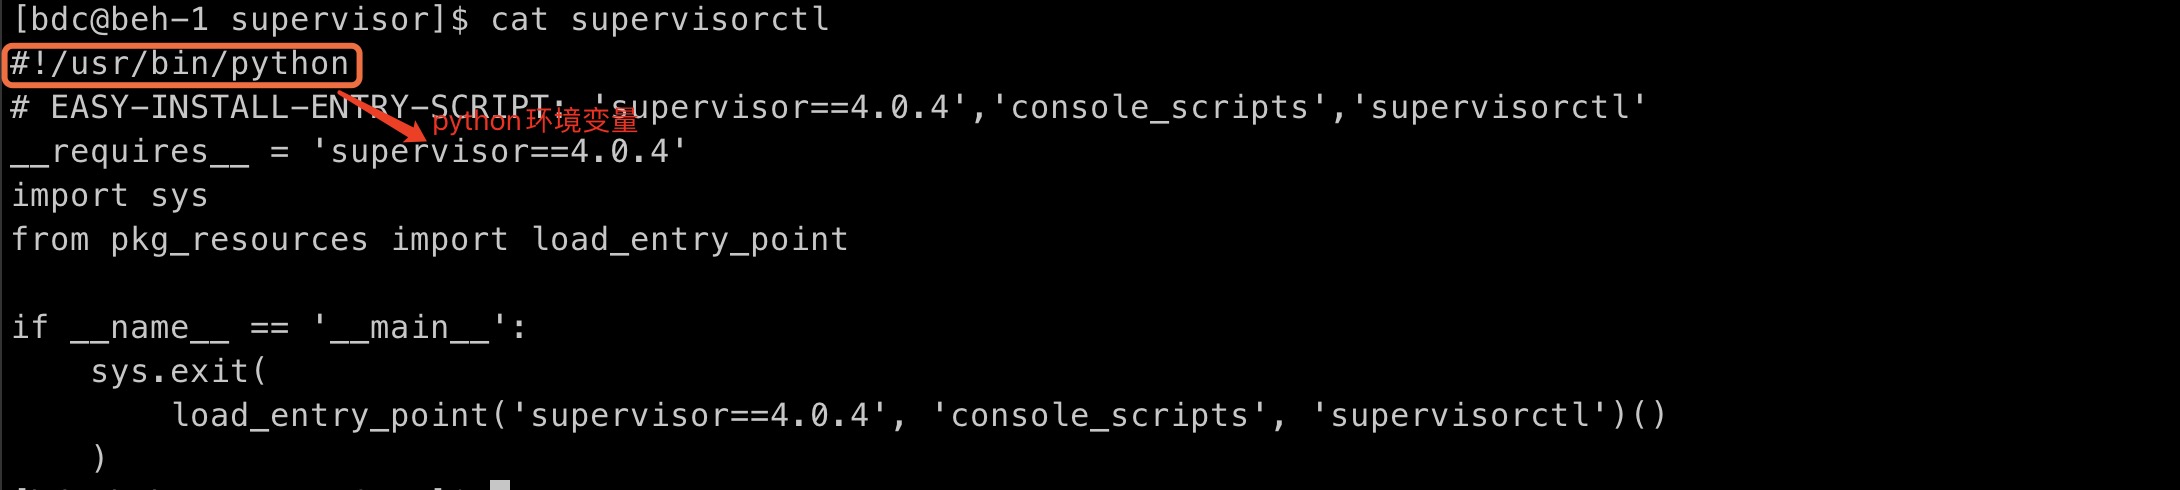 [bdc@beh-1 supervisor]$ cat supervisorctl
#!/usr/bin/python
# EASY-INSTALL-ENTRY-SCRIPT: 'supervisor==4.0.4','console_scripts','supervisorctl'
python环境变量
__requires__ = 'supervisor==4.0.4'
import sys
from pkg_resources import load_entry_point
if __name__ == '__main__':
    sys.exit(
        load_entry_point('supervisor==4.0.4', 'console_scripts', 'supervisorctl')()
    )